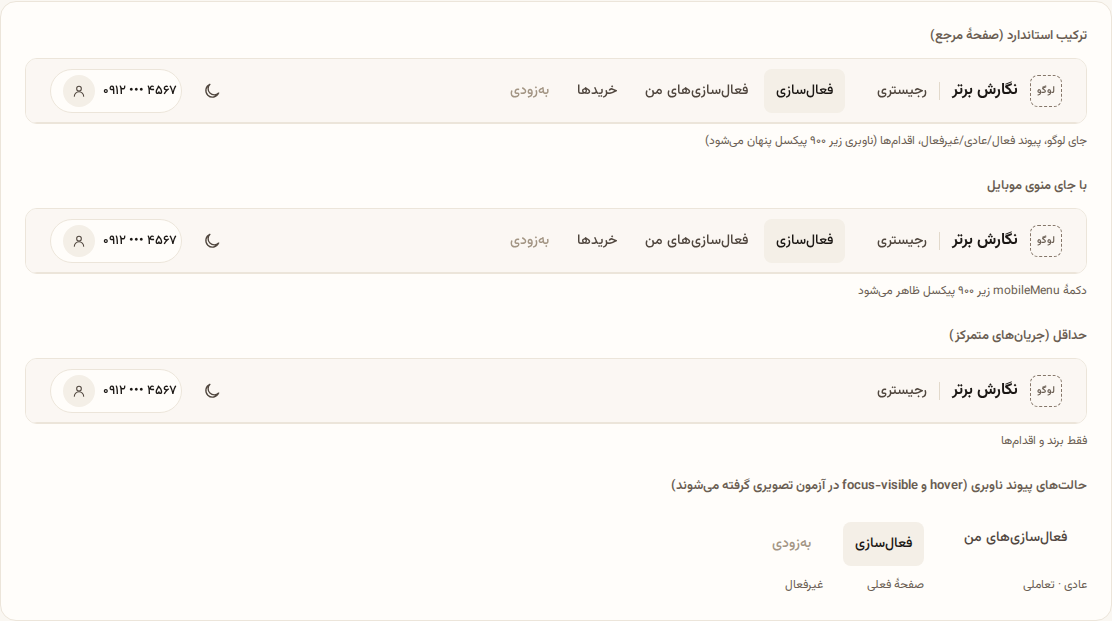 ترکیب استاندارد (صفحهٔ مرجع)
لوگو نگارش برتر رجیستری فعال‌سازی فعال‌سازی‌های من خریدها به‌زودی ۰۹۱۲ ••• ۴۵۶۷
جای لوگو، پیوند فعال/عادی/غیرفعال، اقدام‌ها (ناوبری زیر ۹۰۰ پیکسل پنهان می‌شود)
با جای منوی موبایل
لوگو نگارش برتر رجیستری فعال‌سازی فعال‌سازی‌های من خریدها به‌زودی ۰۹۱۲ ••• ۴۵۶۷
دکمهٔ mobileMenu زیر ۹۰۰ پیکسل ظاهر می‌شود
حداقل (جریان‌های متمرکز)
لوگو نگارش برتر رجیستری ۰۹۱۲ ••• ۴۵۶۷
فقط برند و اقدام‌ها
حالت‌های پیوند ناوبری (hover و focus-visible در آزمون تصویری گرفته می‌شوند)
فعال‌سازی‌های من فعال‌سازی به‌زودی
عادی · تعاملی صفحهٔ فعلی غیرفعال